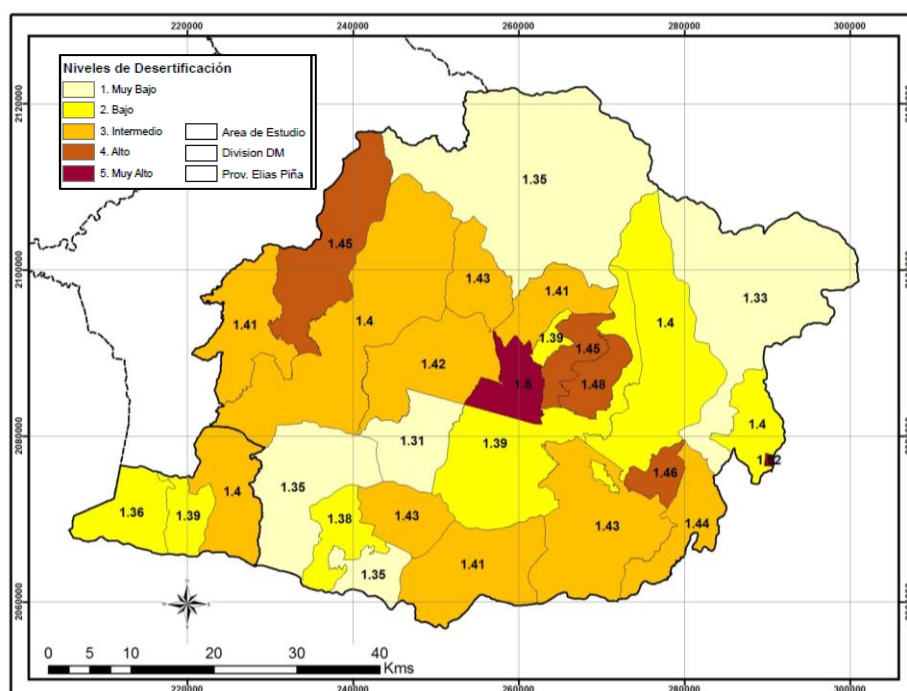 220000 240000 260000 280000 300000
Niveles de Desertificación
1. Muy Bajo
2. Bajo
3. Intermedio
4. Alto
5. Muy Alto
Area de Estudio
Division DM
Prov. Elias Piña
2120000
2100000
2080000
2060000
1.35
1.45
1.43
1.41
1.33
1.41
1.4
1.4
1.39
1.45
1.42
1.5
1.48
1.4
1.39
1.31
1.46
1.35
1.36
1.39
1.4
1.38
1.43
1.43
1.44
1.41
1.35
0 5 10 20 30 40
Kms
220000 240000 260000 280000 300000